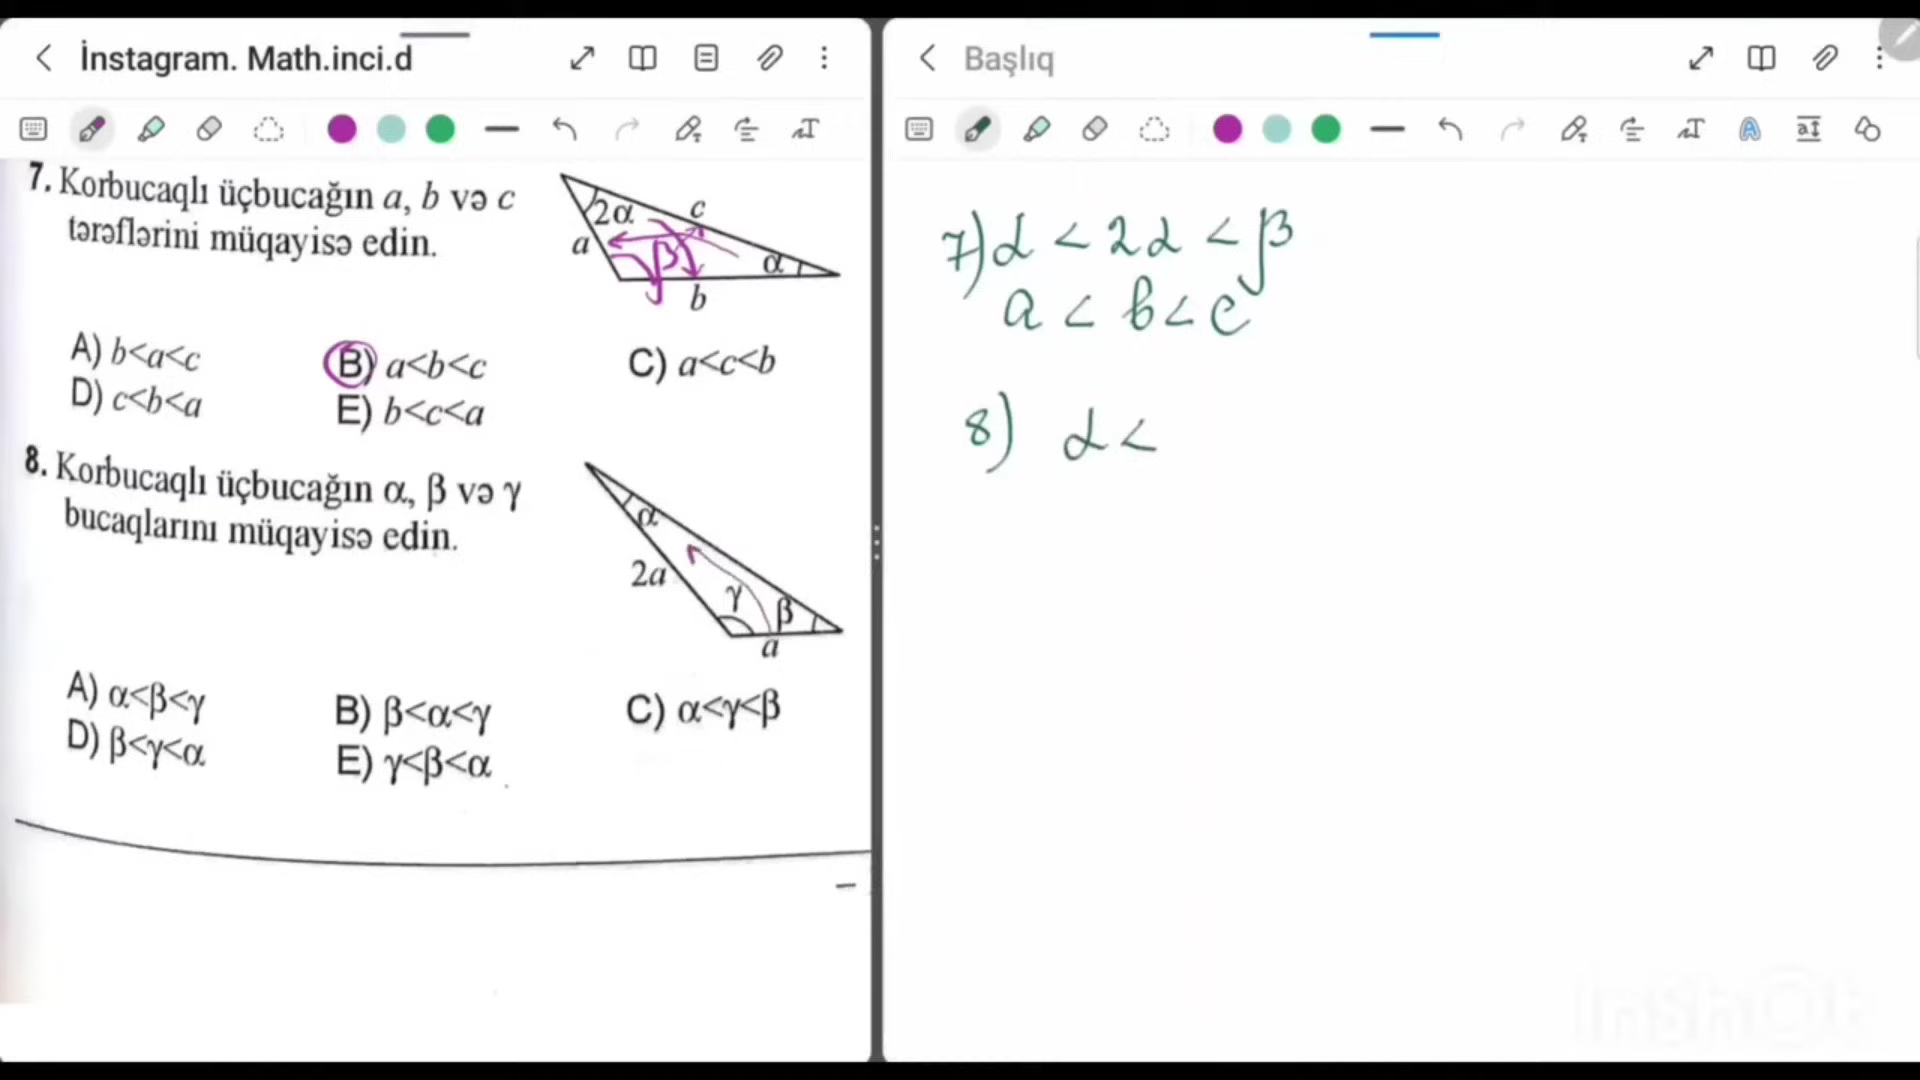 İnstagram. Math.inci.d
Başlıq
7. Korbucaqlı üçbucağın a, b və c
tərəflərini müqayisə edin.
2α
c
a
β
α
b
A) b<a<c
B) a<b<c
C) a<c<b
D) c<b<a
E) b<c<a
8. Korbucaqlı üçbucağın α, β və γ
bucaqlarını müqayisə edin.
α
2a
γ
β
a
A) α<β<γ
B) β<α<γ
C) α<γ<β
D) β<γ<α
E) γ<β<α
7) α < 2α < β
a < b < c
8) α <